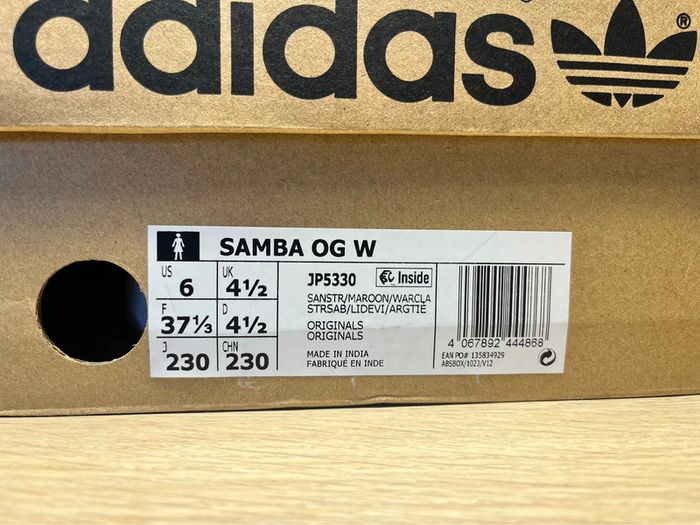 adidas
SAMBA OG W
US 6 UK 4½
F 37⅓ D 4½
J 230 CHN 230
JP5330 Inside
SANSTR/MAROON/WARCLA
STRSAB/LIDEVI/ARGTIÉ
ORIGINALS
ORIGINALS
MADE IN INDIA
FABRIQUÉ EN INDE
4 067892 444868
EAN PO# 135834929
ABSBOX/1023/V12